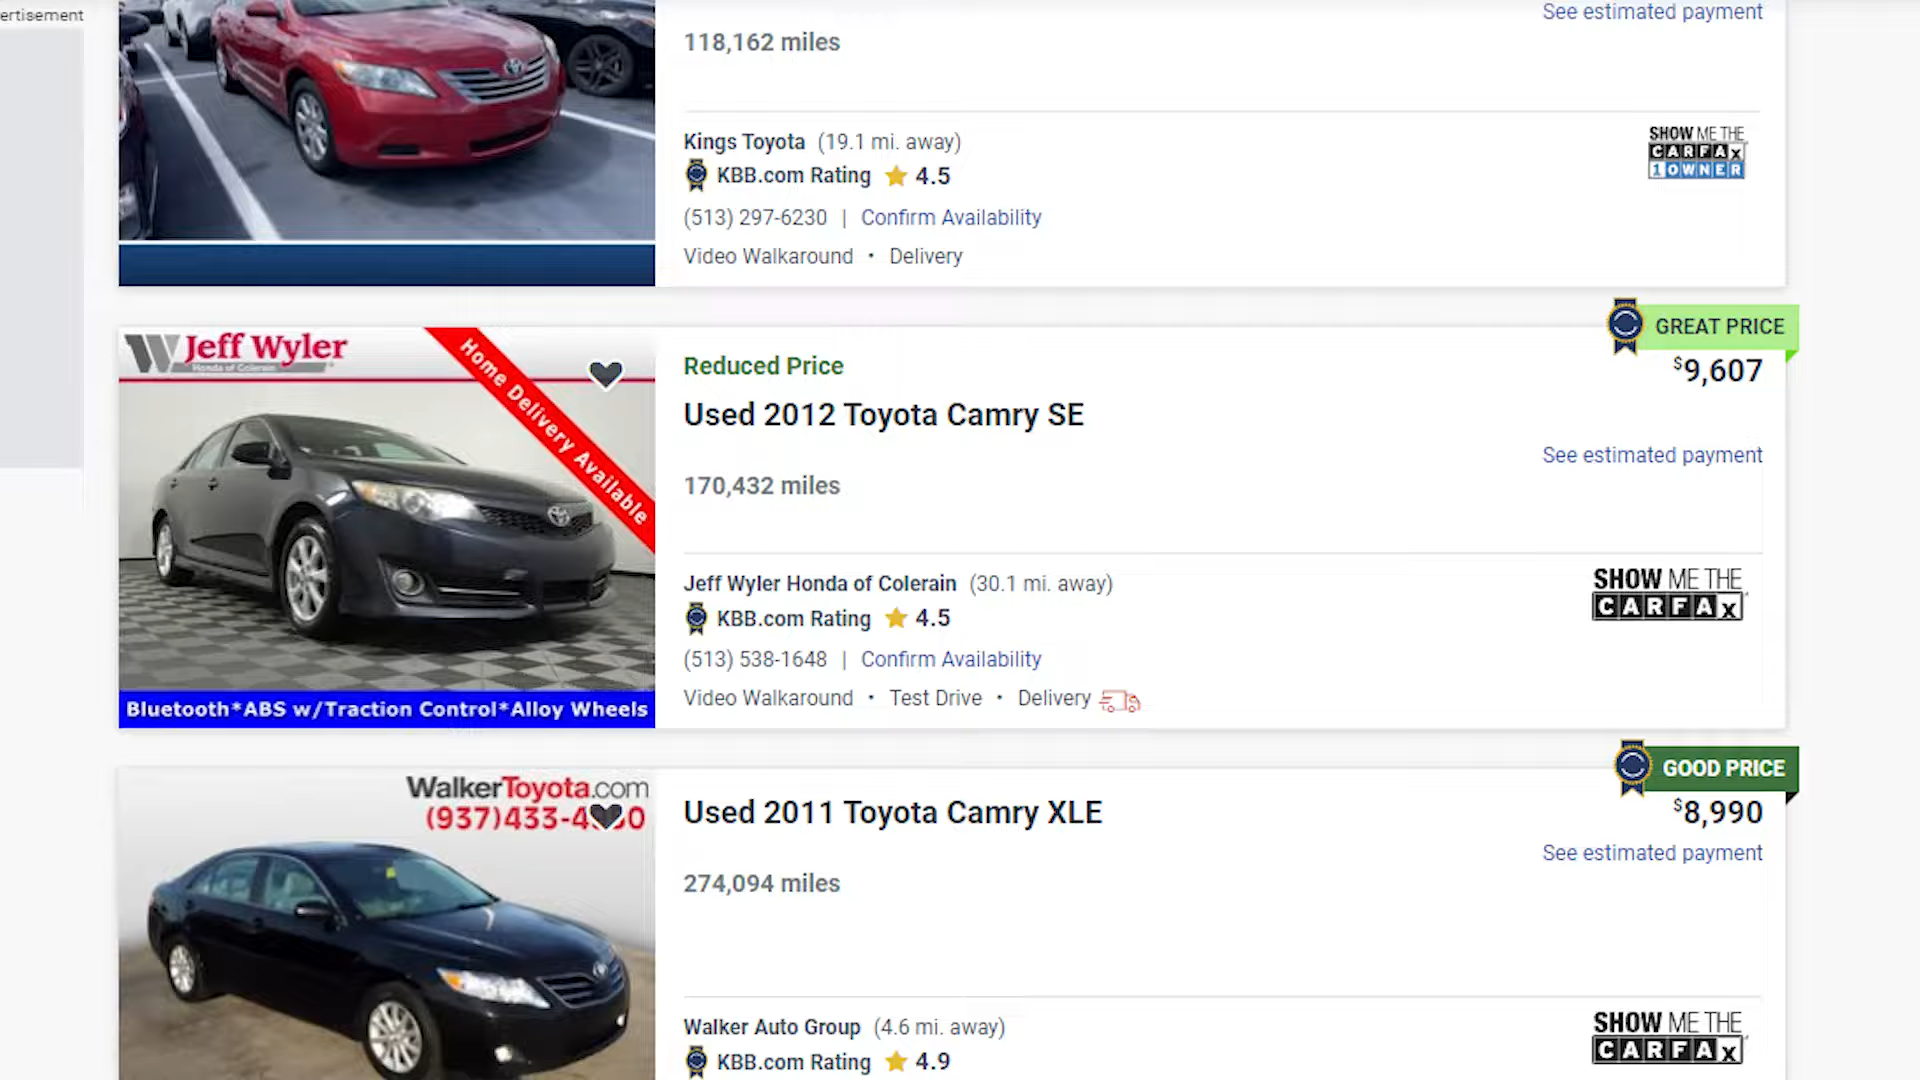 ertisement
See estimated payment
118,162 miles
Kings Toyota (19.1 mi. away)
SHOW ME THE
CARFAX
1 OWNER
KBB.com Rating 4.5
(513) 297-6230 | Confirm Availability
Video Walkaround • Delivery
GREAT PRICE
Jeff Wyler
Honda of Colerain
Home Delivery Available
Reduced Price
$9,607
Used 2012 Toyota Camry SE
See estimated payment
170,432 miles
Jeff Wyler Honda of Colerain (30.1 mi. away)
SHOW ME THE
CARFAX
KBB.com Rating 4.5
(513) 538-1648 | Confirm Availability
Video Walkaround • Test Drive • Delivery
Bluetooth*ABS w/Traction Control*Alloy Wheels
GOOD PRICE
WalkerToyota.com
Used 2011 Toyota Camry XLE
$8,990
See estimated payment
274,094 miles
Walker Auto Group (4.6 mi. away)
SHOW ME THE
CARFAX
KBB.com Rating 4.9